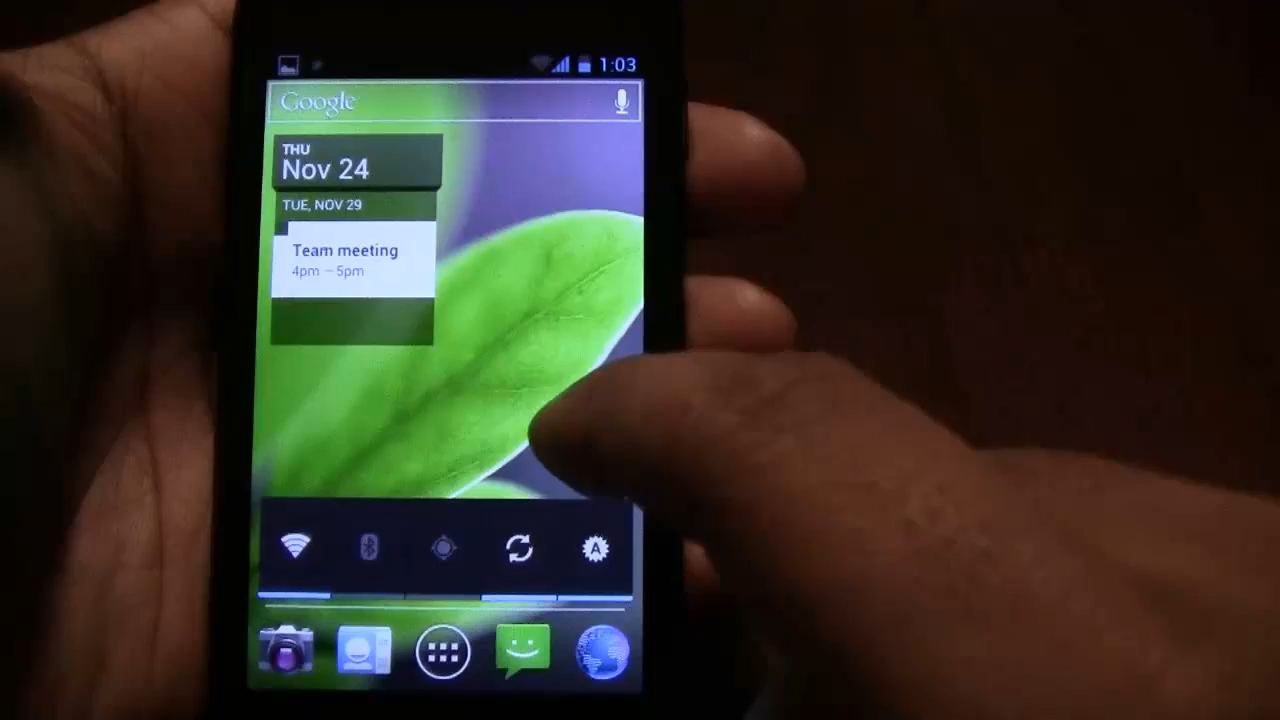 1:03
Google
THU
Nov 24
TUE, NOV 29
Team meeting
4pm – 5pm
A